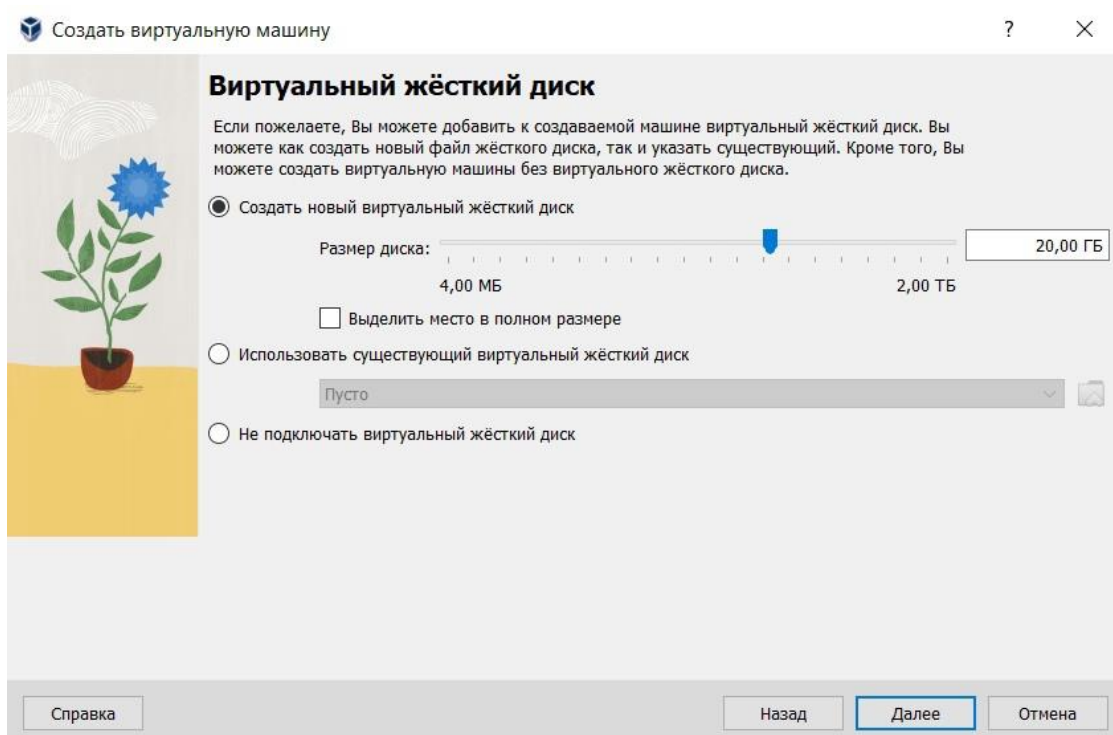 Создать виртуальную машину
?
Виртуальный жёсткий диск
Если пожелаете, Вы можете добавить к создаваемой машине виртуальный жёсткий диск. Вы
можете как создать новый файл жёсткого диска, так и указать существующий. Кроме того, Вы
можете создать виртуальную машины без виртуального жёсткого диска.
Создать новый виртуальный жёсткий диск
Размер диска: 20,00 ГБ
4,00 МБ 2,00 ТБ
Выделить место в полном размере
Использовать существующий виртуальный жёсткий диск
Пусто
Не подключать виртуальный жёсткий диск
Справка Назад Далее Отмена